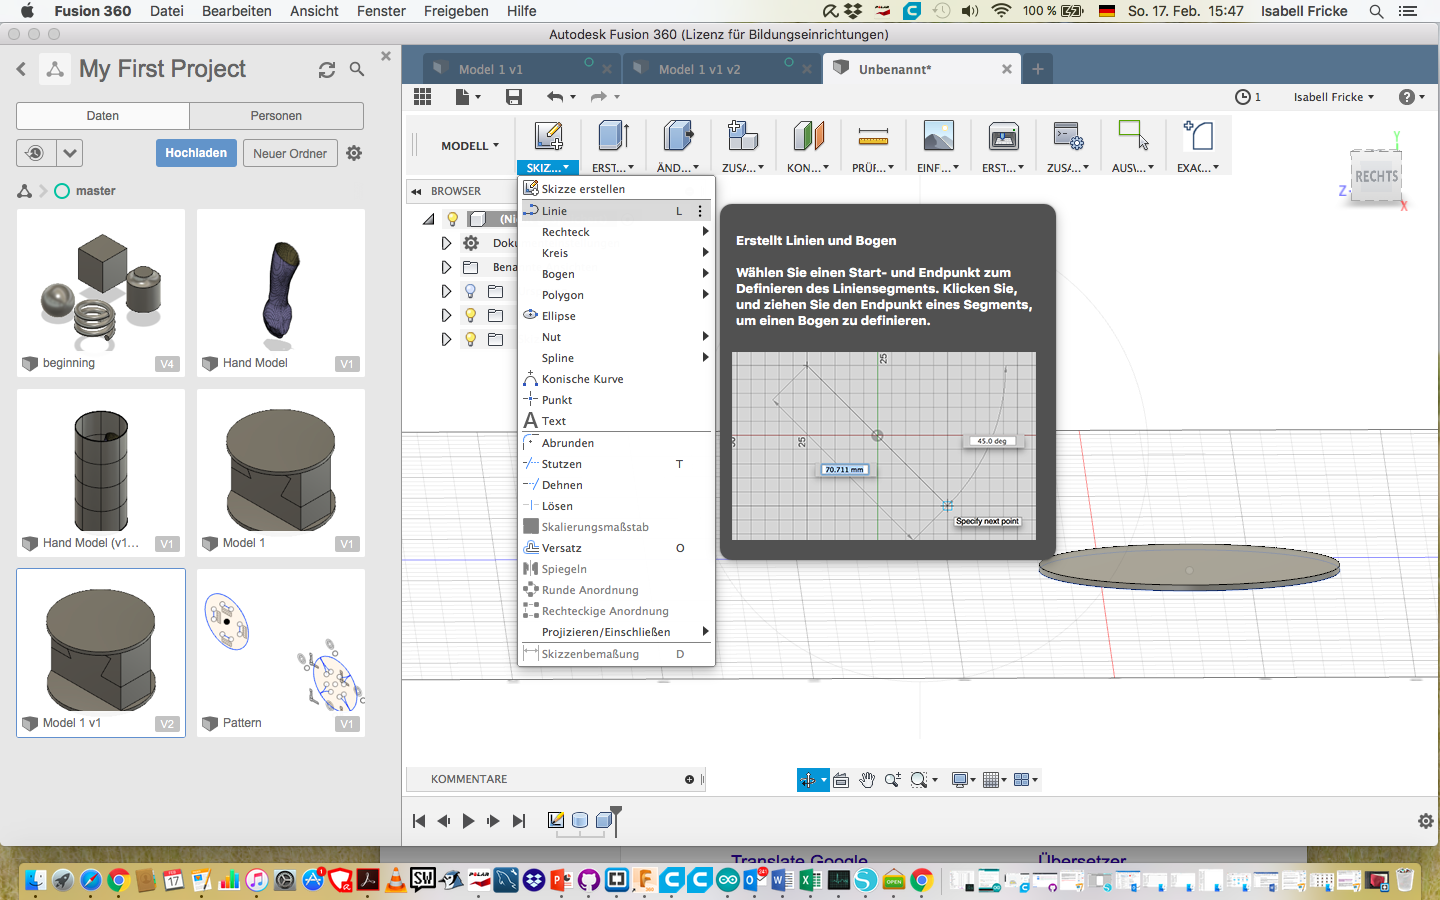 Fusion 360 Datei Bearbeiten Ansicht Fenster Freigeben Hilfe 100 % So. 17. Feb. 15:47 Isabell Fricke
Autodesk Fusion 360 (Lizenz für Bildungseinrichtungen)
My First Project
Daten Personen
Hochladen Neuer Ordner
master
beginning V4
Hand Model V1
Hand Model (v1... V1
Model 1 V1
Model 1 v1 V2
Pattern V1
Model 1 v1 Model 1 v1 v2 Unbenannt*
1 Isabell Fricke
MODELL
SKIZ... ERST... ÄND... ZUSA... KON... PRÜF... EINF... ERST... ZUSA... AUS\... EXAC...
BROWSER
(Ni
Doku
Bena
Skizze erstellen
Linie L
Rechteck
Kreis
Bogen
Polygon
Ellipse
Nut
Spline
Konische Kurve
Punkt
Text
Abrunden
Stutzen T
Dehnen
Lösen
Skalierungsmaßstab
Versatz O
Spiegeln
Runde Anordnung
Rechteckige Anordnung
Projizieren/Einschließen
Skizzenbemaßung D
Erstellt Linien und Bogen
Wählen Sie einen Start- und Endpunkt zum
Definieren des Liniensegments. Klicken Sie,
und ziehen Sie den Endpunkt eines Segments,
um einen Bogen zu definieren.
25
25
45.0 deg
70.711 mm
Specify next point
Y
RECHTS
Z
X
KOMMENTARE
Translate Google Übersetzer